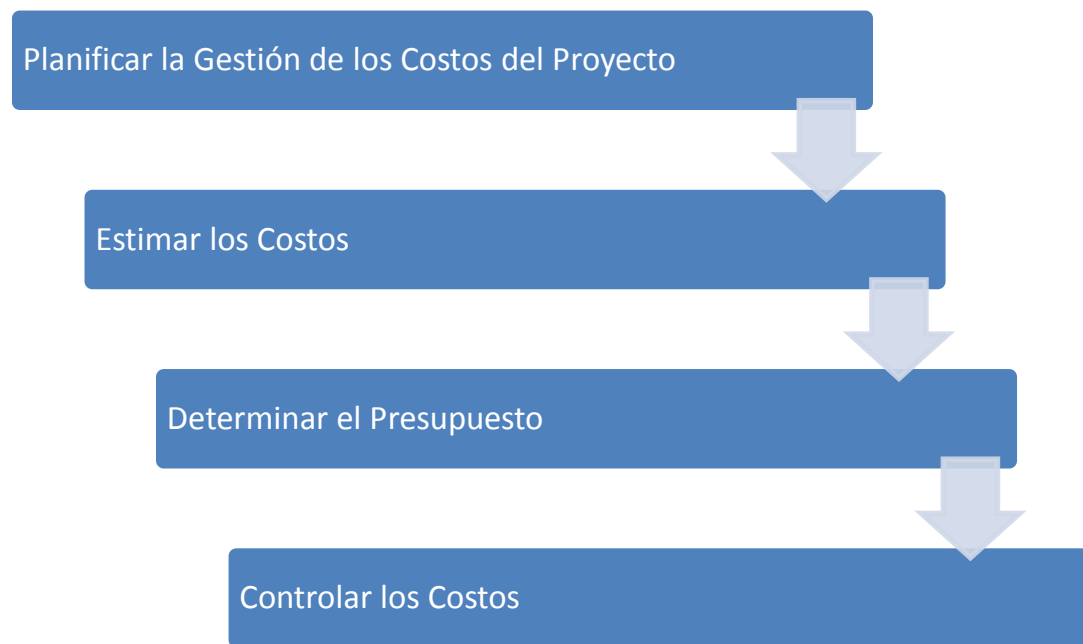 Planificar la Gestión de los Costos del Proyecto
Estimar los Costos
Determinar el Presupuesto
Controlar los Costos